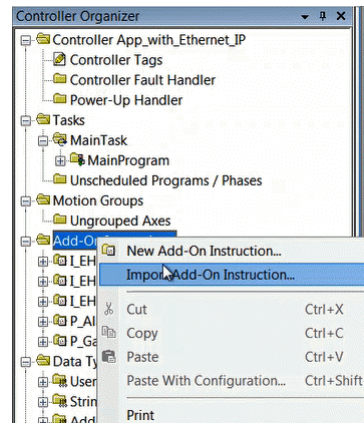 Controller Organizer
Controller App_with_Ethernet_IP
Controller Tags
Controller Fault Handler
Power-Up Handler
Tasks
MainTask
MainProgram
Unscheduled Programs / Phases
Motion Groups
Ungrouped Axes
Add-O
New Add-On Instruction...
I_EH
Import Add-On Instruction...
I_EH
I_EH
Cut Ctrl+X
P_AI
Copy Ctrl+C
P_Ga
Paste Ctrl+V
Data Ty
User
Paste With Configuration... Ctrl+Shift
Strin
Add
Print